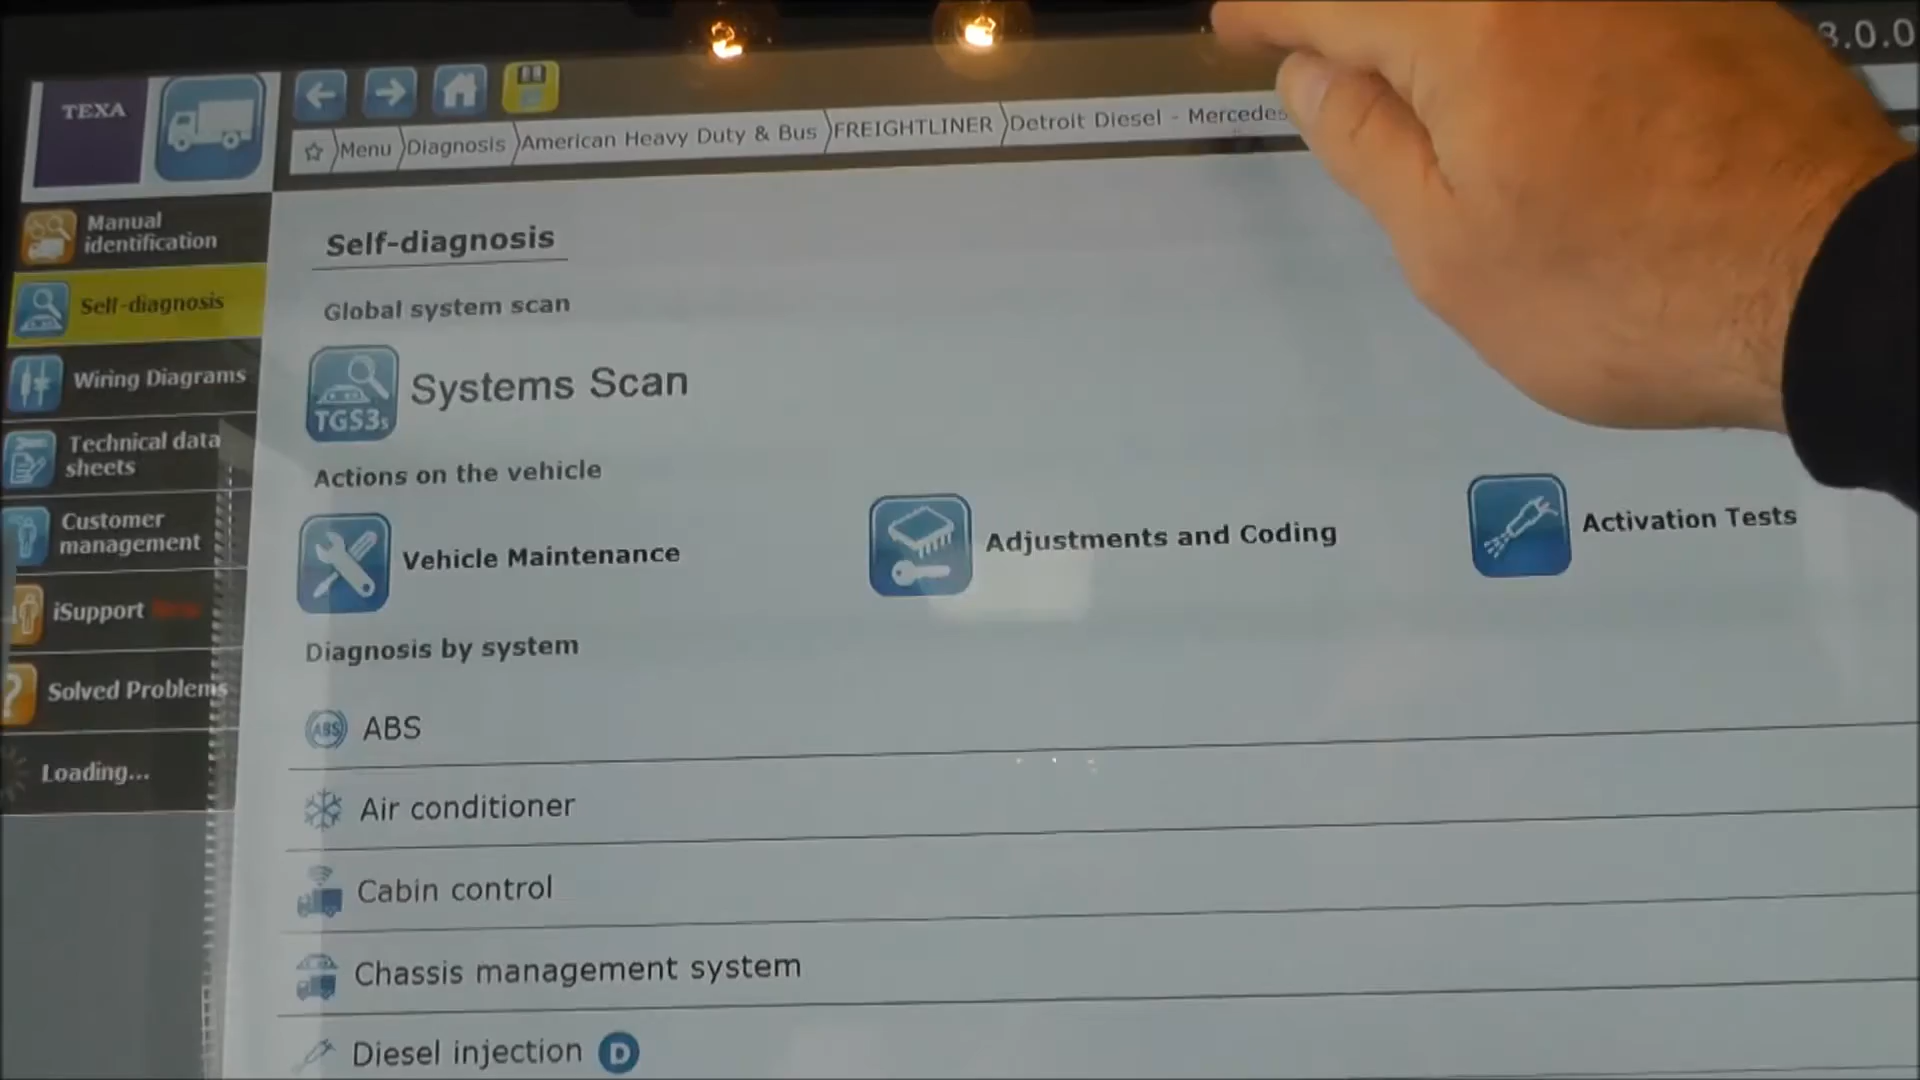 3.0.0
TEXA
Menu Diagnosis American Heavy Duty & Bus FREIGHTLINER Detroit Diesel - Mercedes
Manual
identification
Self-diagnosis
Wiring Diagrams
Technical data
sheets
Customer
management
iSupport New
Solved Problems
Loading...
Self-diagnosis
Global system scan
TGS3s
Systems Scan
Actions on the vehicle
Vehicle Maintenance
Adjustments and Coding
Activation Tests
Diagnosis by system
ABS ABS
Air conditioner
Cabin control
Chassis management system
Diesel injection D